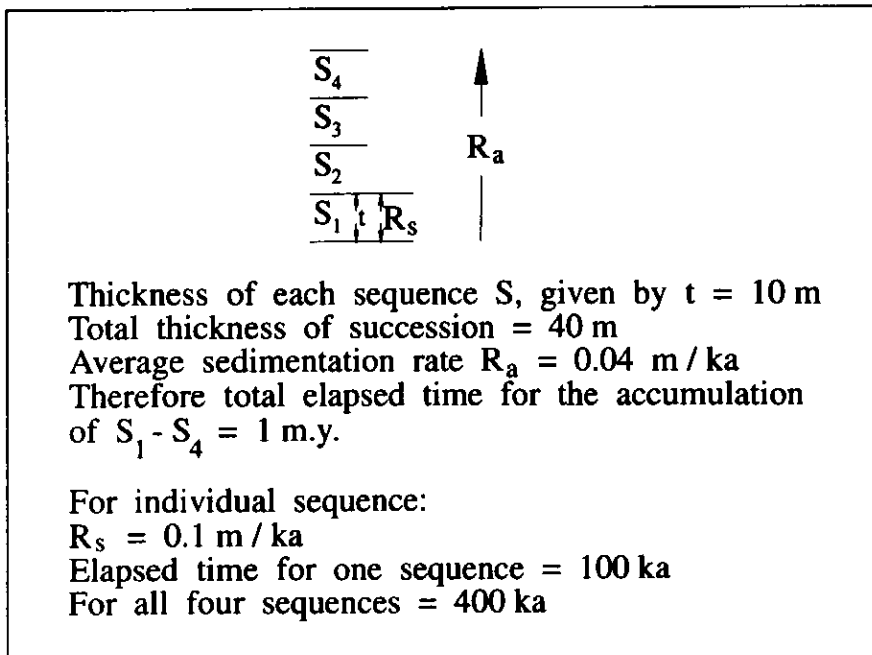 S4
S3
Ra
S2
S1 t Rs
Thickness of each sequence S, given by t = 10 m
Total thickness of succession = 40 m
Average sedimentation rate Ra = 0.04 m / ka
Therefore total elapsed time for the accumulation
of S1 - S4 = 1 m.y.
For individual sequence:
Rs = 0.1 m / ka
Elapsed time for one sequence = 100 ka
For all four sequences = 400 ka